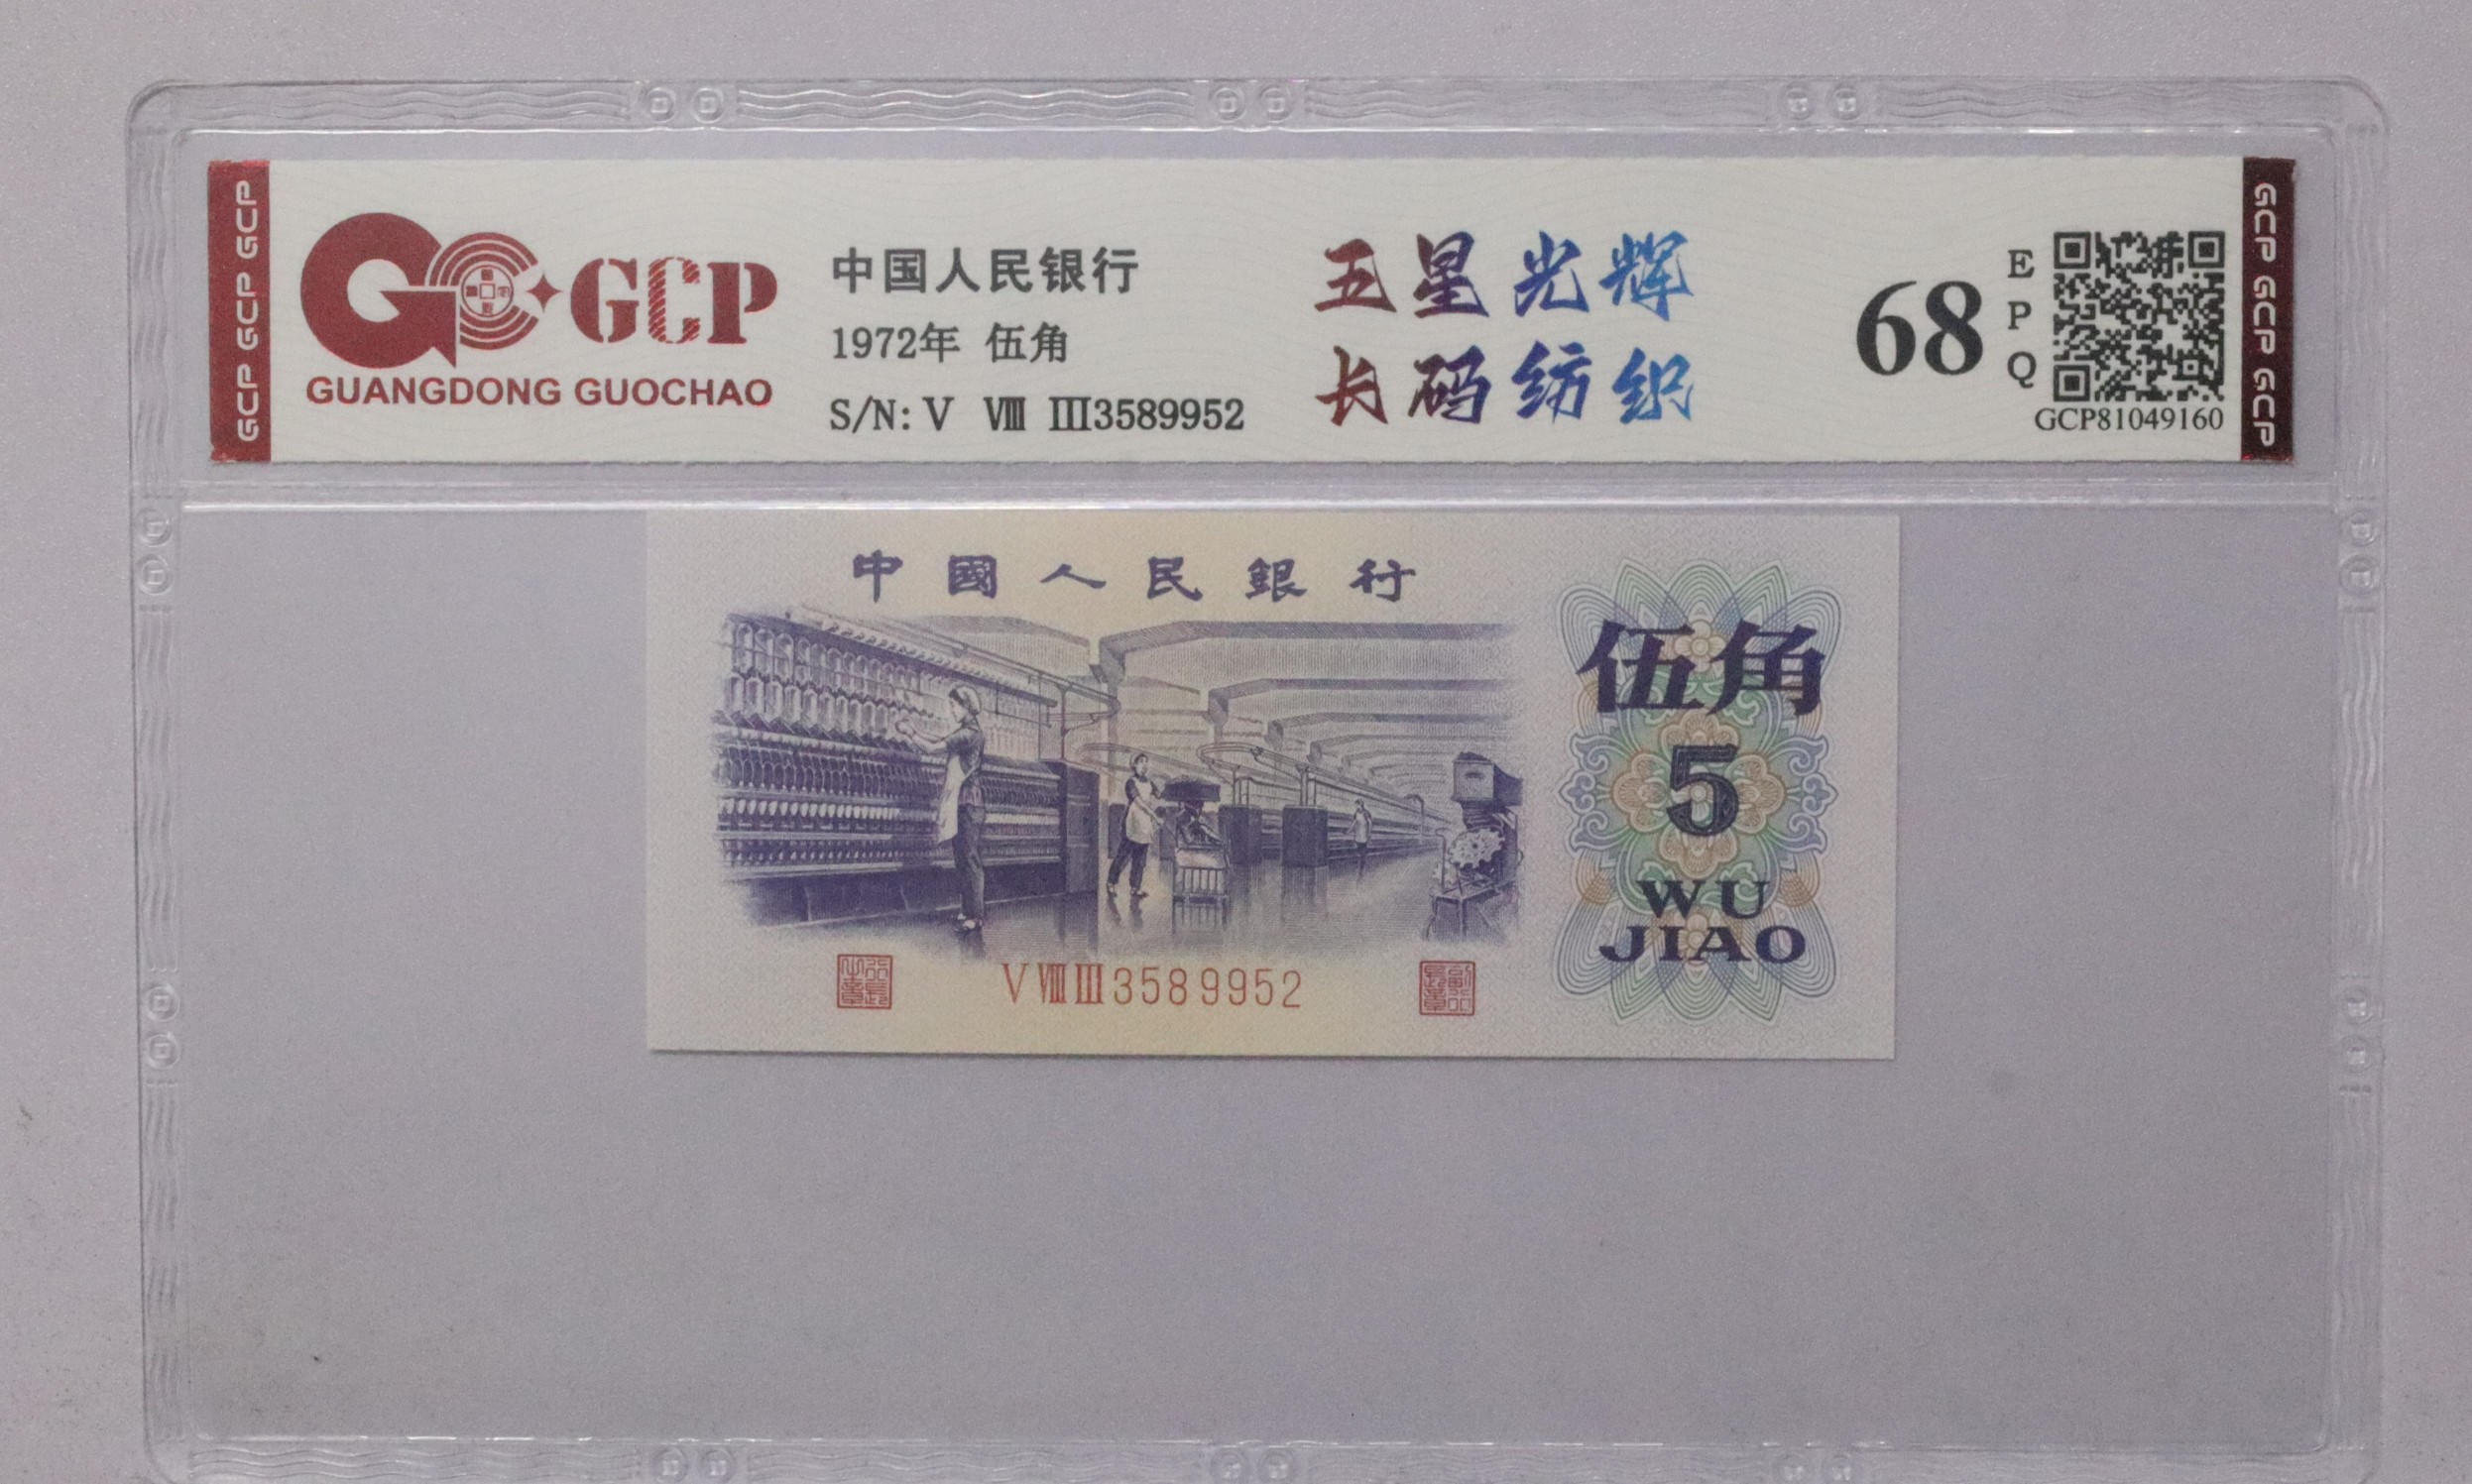 GCP GCP GCP
GCP
GUANGDONG GUOCHAO
中国人民银行
1972年 伍角
S/N: V Ⅷ Ⅲ3589952
五星光辉
长码纺织
68
E
P
Q
GCP81049160
GCP GCP GCP
中國人民銀行
伍角
5
WU
JIAO
V Ⅷ Ⅲ 3589952